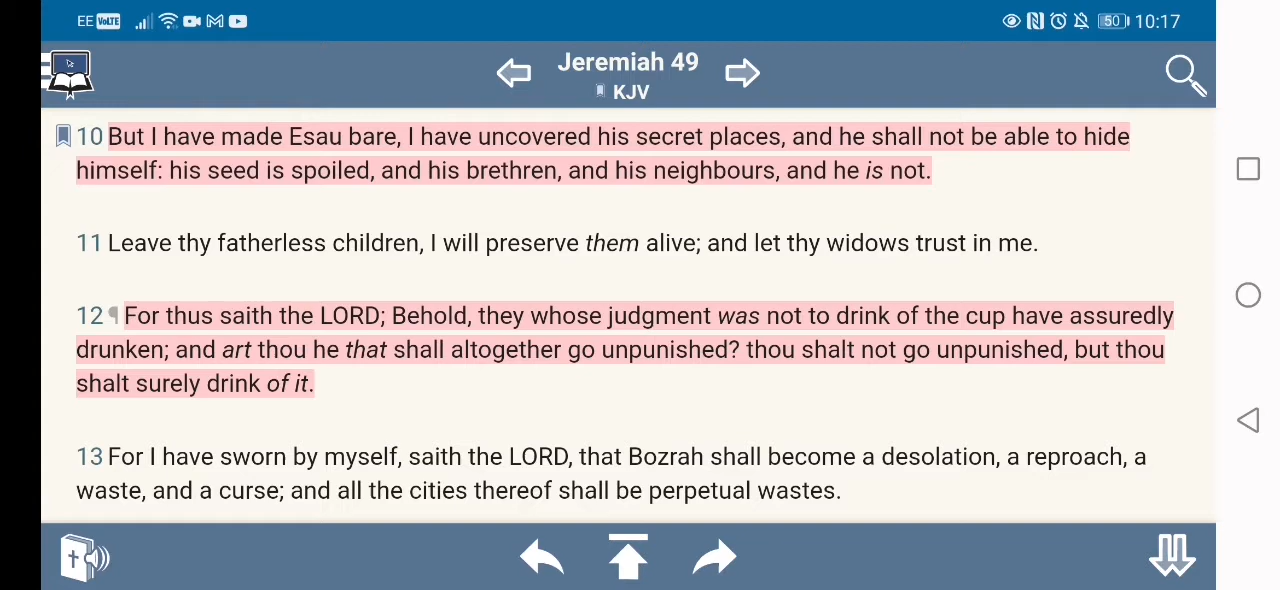 EE VoLTE 50 10:17
Jeremiah 49
KJV
10 But I have made Esau bare, I have uncovered his secret places, and he shall not be able to hide
himself: his seed is spoiled, and his brethren, and his neighbours, and he is not.
11 Leave thy fatherless children, I will preserve them alive; and let thy widows trust in me.
12 ¶ For thus saith the LORD; Behold, they whose judgment was not to drink of the cup have assuredly
drunken; and art thou he that shall altogether go unpunished? thou shalt not go unpunished, but thou
shalt surely drink of it.
13 For I have sworn by myself, saith the LORD, that Bozrah shall become a desolation, a reproach, a
waste, and a curse; and all the cities thereof shall be perpetual wastes.